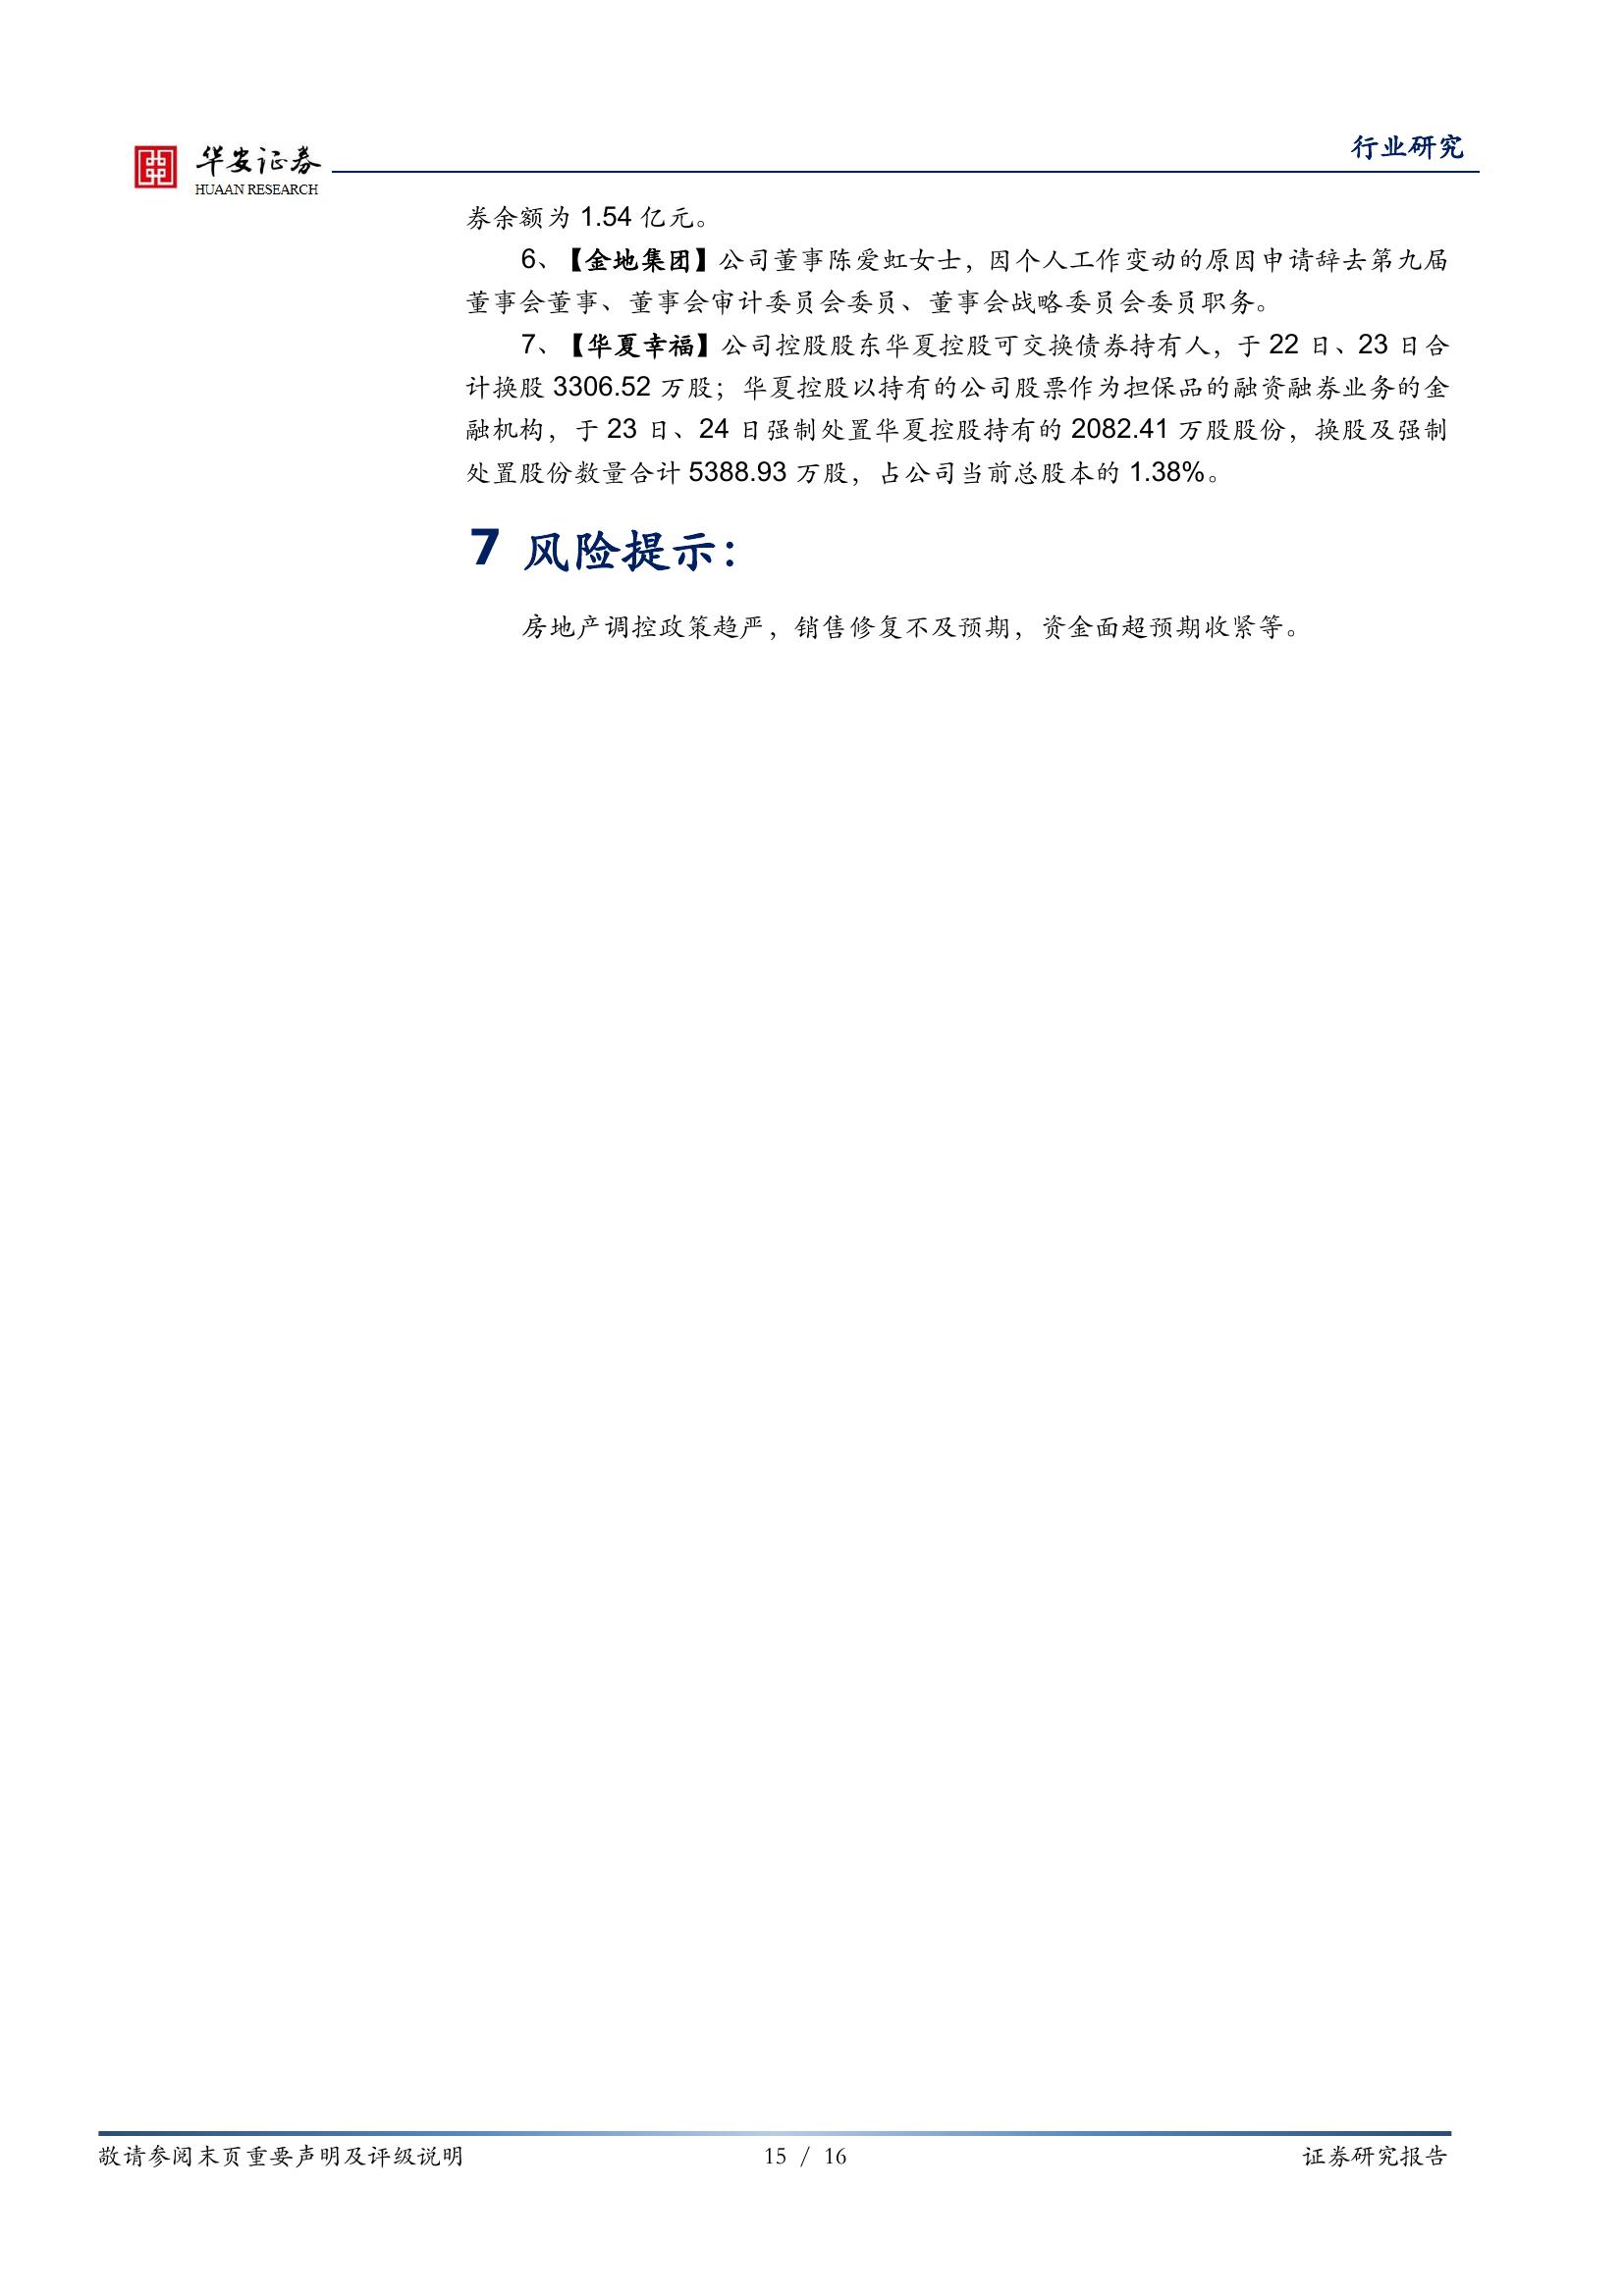 华安证券
HUAAN RESEARCH
行业研究
券余额为 1.54 亿元。
6、【金地集团】公司董事陈爱虹女士，因个人工作变动的原因申请辞去第九届
董事会董事、董事会审计委员会委员、董事会战略委员会委员职务。
7、【华夏幸福】公司控股股东华夏控股可交换债券持有人，于 22 日、23 日合
计换股 3306.52 万股；华夏控股以持有的公司股票作为担保品的融资融券业务的金
融机构，于 23 日、24 日强制处置华夏控股持有的 2082.41 万股股份，换股及强制
处置股份数量合计 5388.93 万股，占公司当前总股本的 1.38%。
7 风险提示：
房地产调控政策趋严，销售修复不及预期，资金面超预期收紧等。
敬请参阅末页重要声明及评级说明
15 / 16
证券研究报告